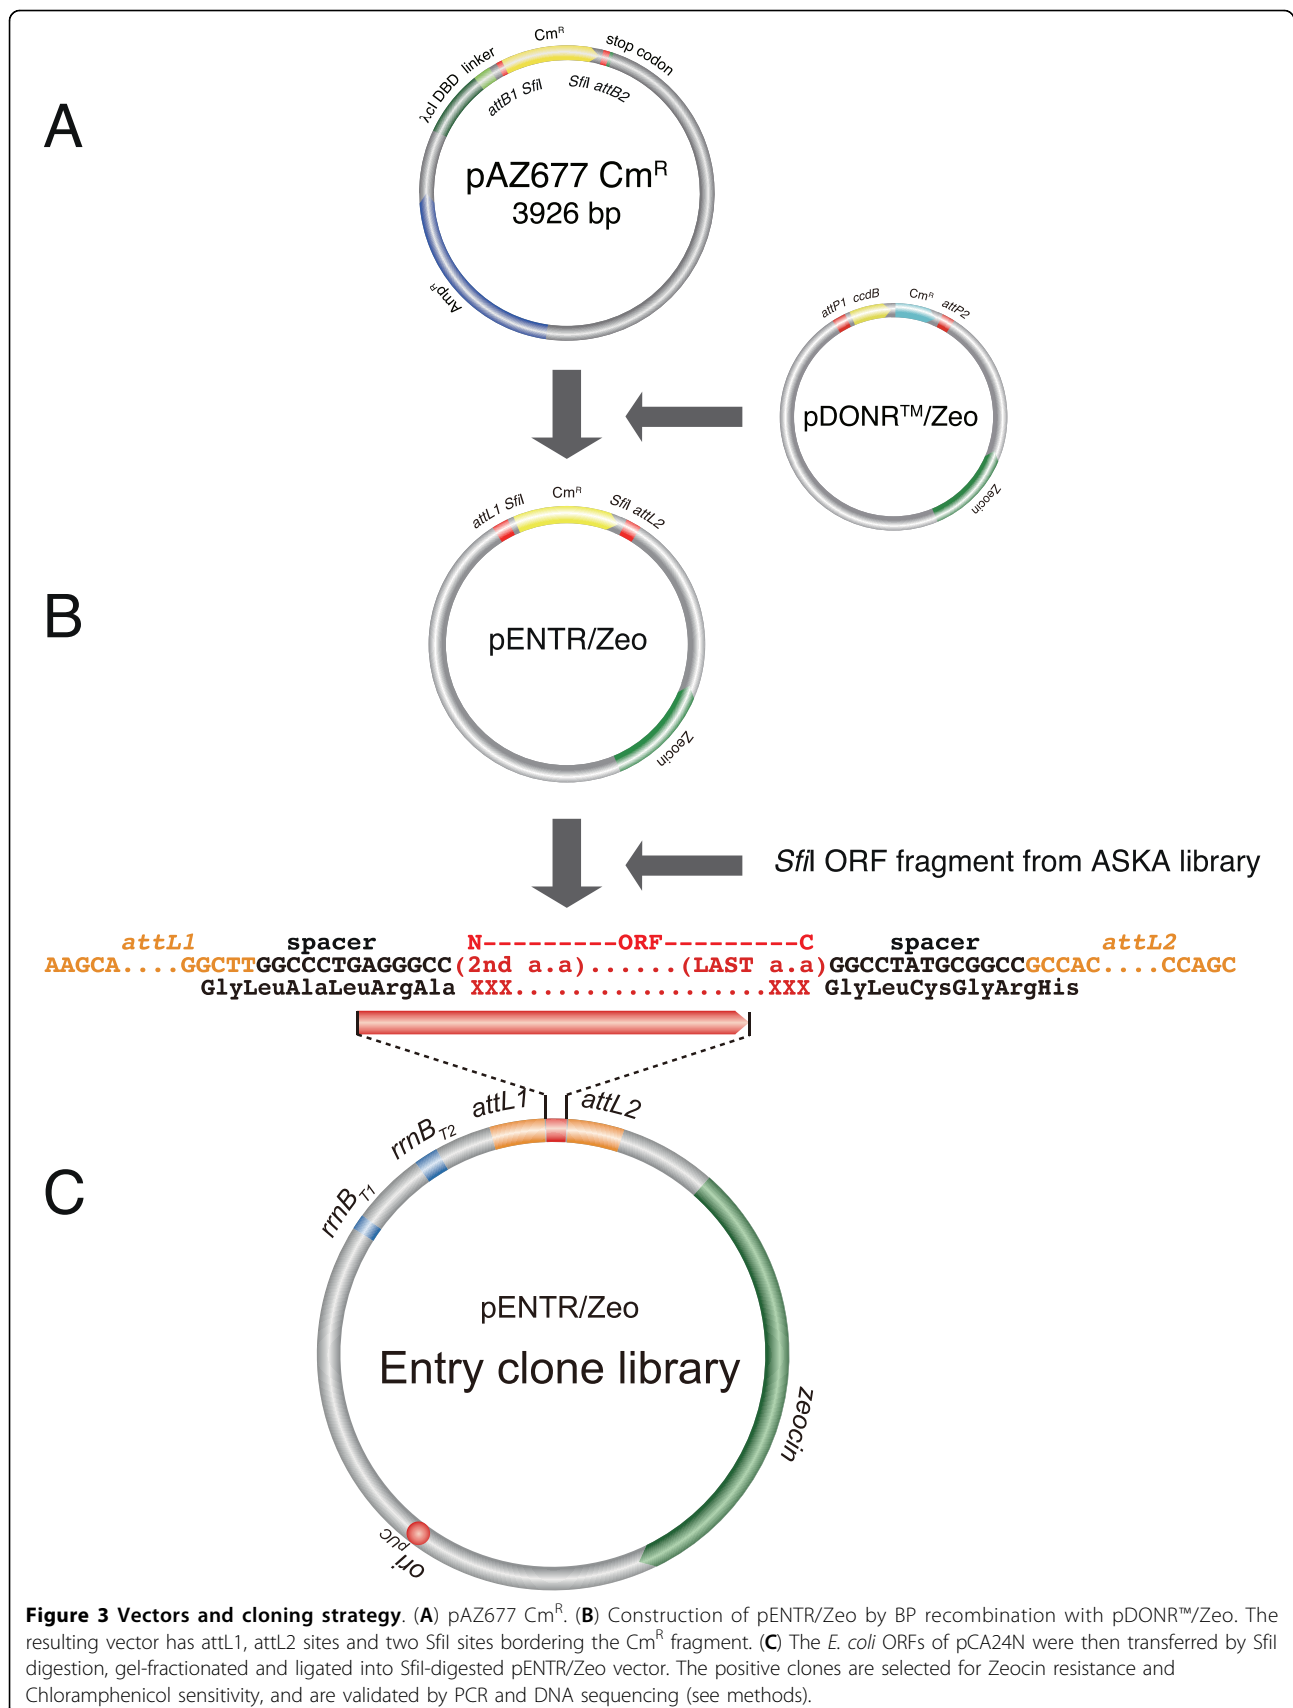 A
λcI DBD
linker
Cmᴿ
stop codon
attB1 SfiI
SfiI attB2
pAZ677 Cmᴿ
3926 bp
Ampᴿ
attP1
ccdB
Cmᴿ
attP2
pDONR™/Zeo
Zeocin
B
attL1 SfiI
Cmᴿ
SfiI attL2
pENTR/Zeo
Zeocin
SfiI ORF fragment from ASKA library
attL1 spacer N---------ORF---------C spacer attL2
AAGCA....GGCTTGGCCCTGAGGGCC(2nd a.a)......(LAST a.a)GGCCTATGCGGCCGCCAC....CCAGC
GlyLeuAlaLeuArgAla XXX..................XXX GlyLeuCysGlyArgHis
C
rrnB T1
rrnB T2
attL1
attL2
pENTR/Zeo
Entry clone library
zeocin
pUC
ori
Figure 3 Vectors and cloning strategy. (A) pAZ677 Cmᴿ. (B) Construction of pENTR/Zeo by BP recombination with pDONR™/Zeo. The
resulting vector has attL1, attL2 sites and two SfiI sites bordering the Cmᴿ fragment. (C) The E. coli ORFs of pCA24N were then transferred by SfiI
digestion, gel-fractionated and ligated into SfiI-digested pENTR/Zeo vector. The positive clones are selected for Zeocin resistance and
Chloramphenicol sensitivity, and are validated by PCR and DNA sequencing (see methods).